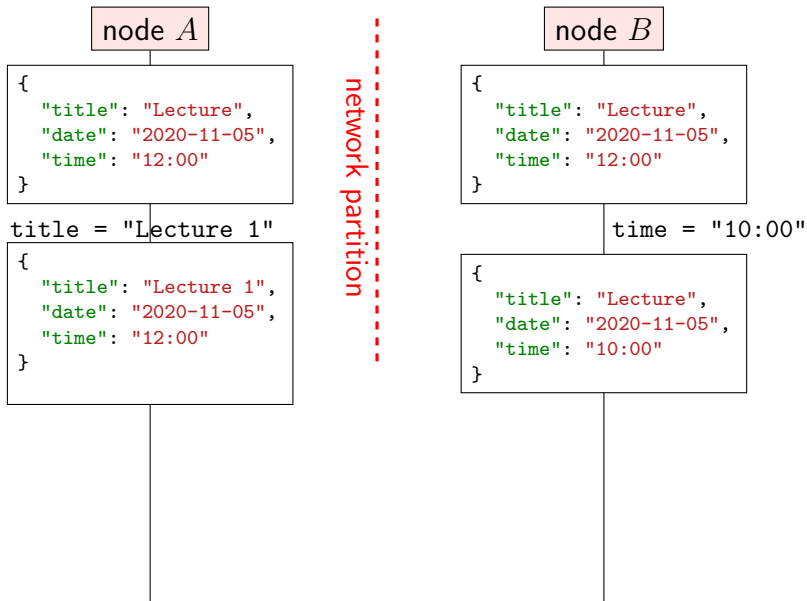 node A
{
  "title": "Lecture",
  "date": "2020-11-05",
  "time": "12:00"
}
title = "Lecture 1"
{
  "title": "Lecture 1",
  "date": "2020-11-05",
  "time": "12:00"
}
network partition
node B
{
  "title": "Lecture",
  "date": "2020-11-05",
  "time": "12:00"
}
time = "10:00"
{
  "title": "Lecture",
  "date": "2020-11-05",
  "time": "10:00"
}